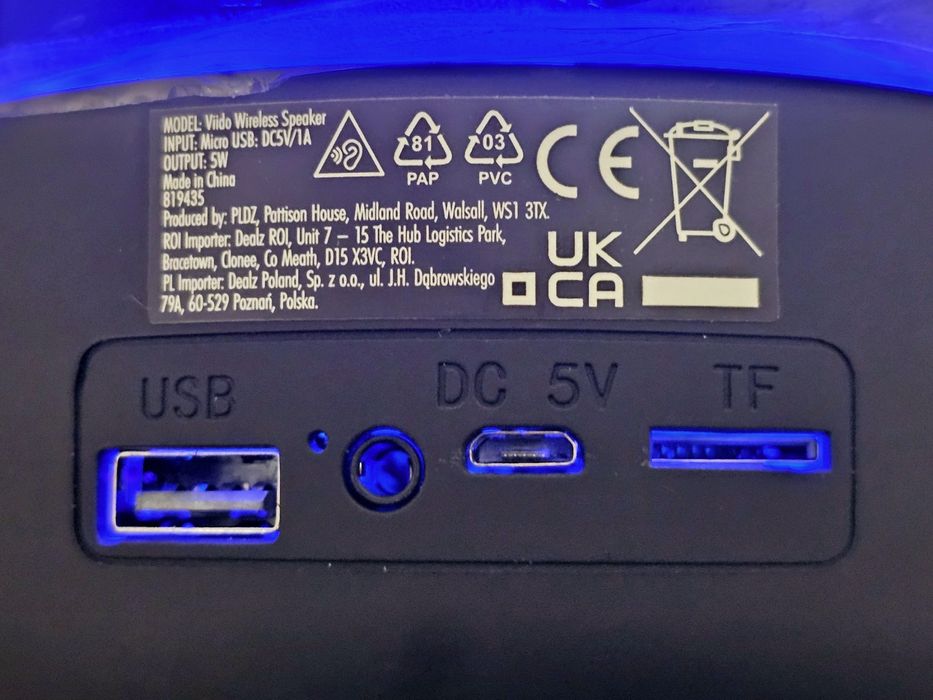 MODEL: Viido Wireless Speaker
INPUT: Micro USB: DC5V/1A
OUTPUT: 5W
Made in China
819435
Produced by: PLDZ, Pattison House, Midland Road, Walsall, WS1 3TX.
ROI Importer: Dealz ROI, Unit 7 – 15 The Hub Logistics Park,
Bracetown, Clonee, Co Meath, D15 X3VC, ROI.
PL Importer: Dealz Poland, Sp. z o.o., ul. J.H. Dąbrowskiego
79A, 60-529 Poznań, Polska.
81
PAP
03
PVC
CE
UK
CA
USB
DC 5V
TF